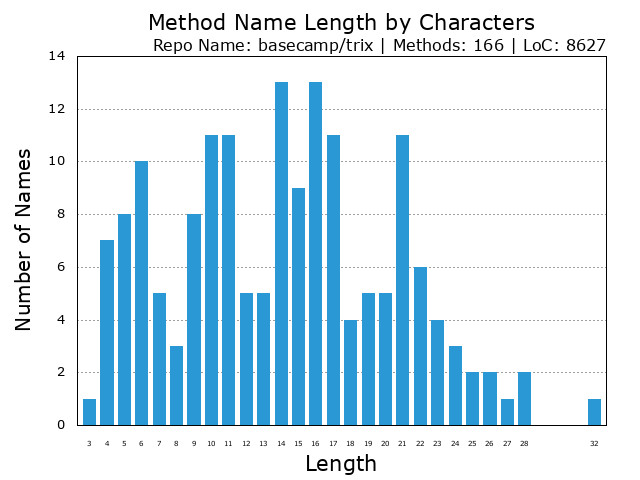 Method Name Length by Characters
Repo Name: basecamp/trix | Methods: 166 | LoC: 8627
14
12
10
8
6
4
2
0
Number of Names
3 4 5 6 7 8 9 10 11 12 13 14 15 16 17 18 19 20 21 22 23 24 25 26 27 28 32
Length